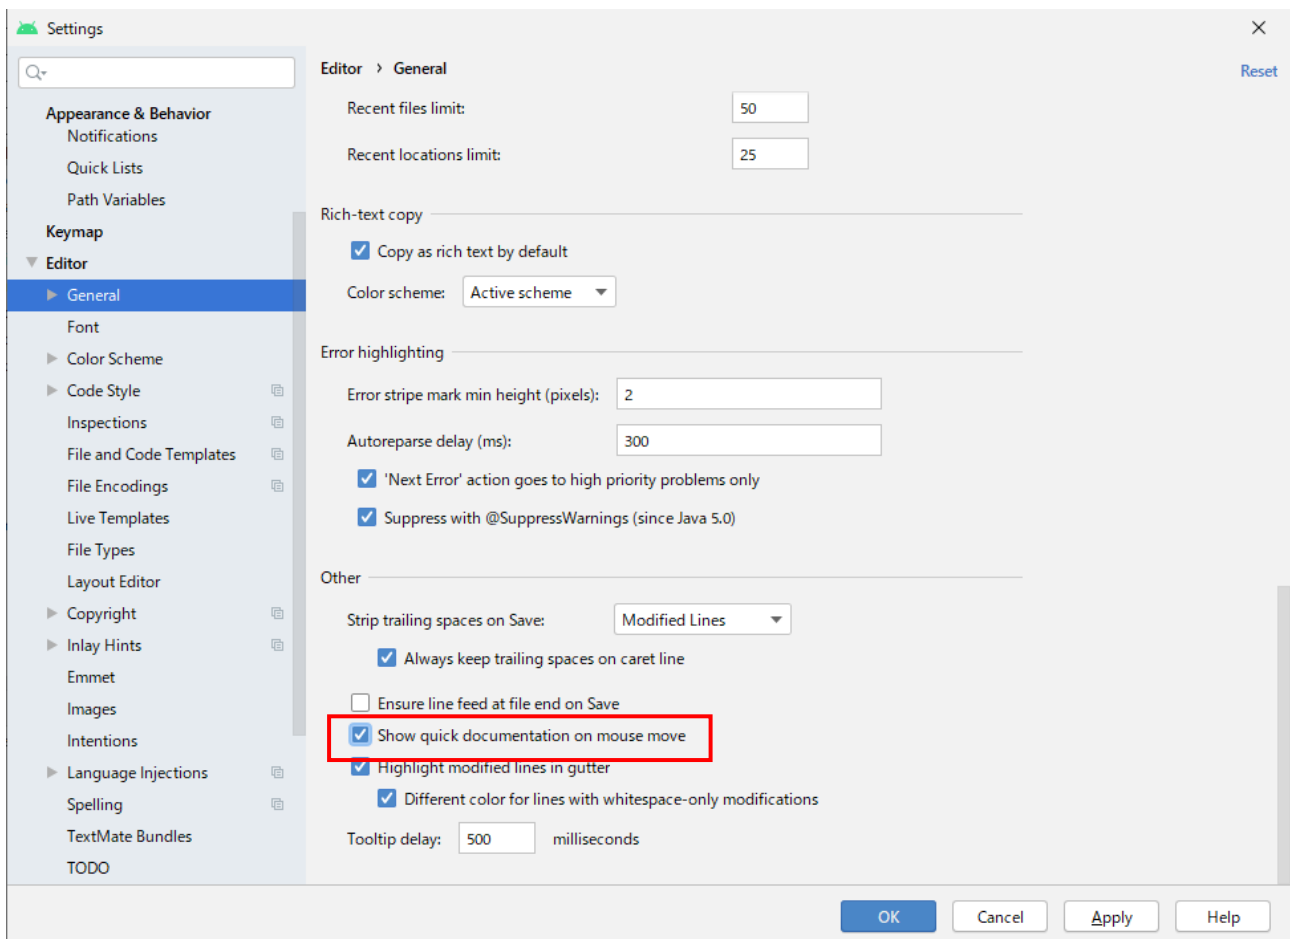 Settings
Appearance & Behavior
Notifications
Quick Lists
Path Variables
Keymap
Editor
General
Font
Color Scheme
Code Style
Inspections
File and Code Templates
File Encodings
Live Templates
File Types
Layout Editor
Copyright
Inlay Hints
Emmet
Images
Intentions
Language Injections
Spelling
TextMate Bundles
TODO
Editor › General
Reset
Recent files limit: 50
Recent locations limit: 25
Rich-text copy
Copy as rich text by default
Color scheme: Active scheme
Error highlighting
Error stripe mark min height (pixels): 2
Autoreparse delay (ms): 300
'Next Error' action goes to high priority problems only
Suppress with @SuppressWarnings (since Java 5.0)
Other
Strip trailing spaces on Save: Modified Lines
Always keep trailing spaces on caret line
Ensure line feed at file end on Save
Show quick documentation on mouse move
Highlight modified lines in gutter
Different color for lines with whitespace-only modifications
Tooltip delay: 500 milliseconds
OK Cancel Apply Help